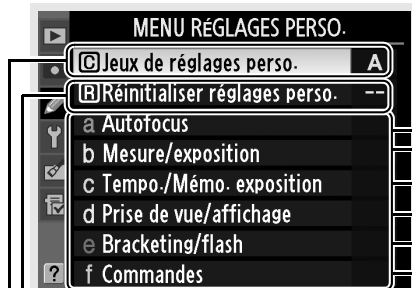 MENU RÉGLAGES PERSO.
C Jeux de réglages perso. A
R Réinitialiser réglages perso. --
a Autofocus
b Mesure/exposition
c Tempo./Mémo. exposition
d Prise de vue/affichage
e Bracketing/flash
f Commandes
?